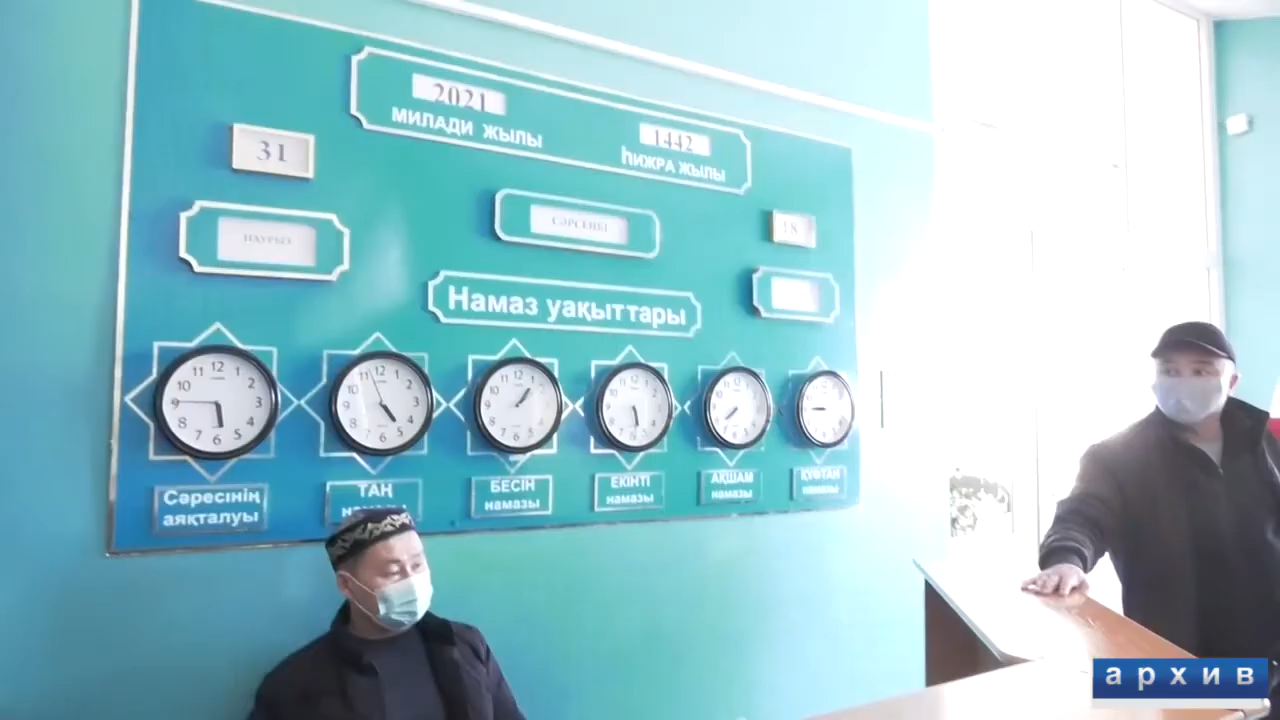 2021
МИЛАДИ ЖЫЛЫ
1442
ҺИЖРА ЖЫЛЫ
31
НАУРЫЗ
СӘРСЕНБІ
18
Намаз уақыттары
Сәресінің
аяқталуы
ТАҢ
БЕСІН
намазы
ЕКІНТІ
намазы
АҚШАМ
намазы
ҚҰФТАН
намазы
архив